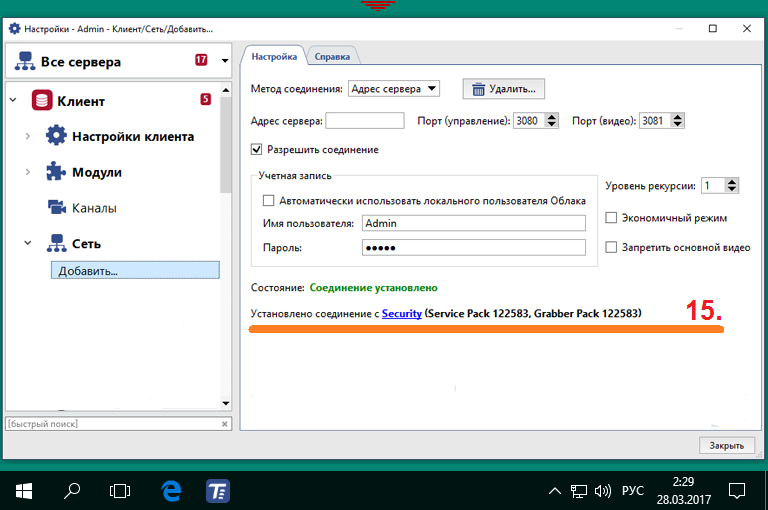 Настройки - Admin - Клиент/Сеть/Добавить...
Все сервера 17
Клиент 5
Настройки клиента
Модули
Каналы
Сеть
Добавить...
[быстрый поиск]
Настройка Справка
Метод соединения: Адрес сервера Удалить...
Адрес сервера: Порт (управление): 3080 Порт (видео): 3081
Разрешить соединение
Учетная запись
Автоматически использовать локального пользователя Облака
Имя пользователя: Admin
Пароль: ●●●●●
Уровень рекурсии: 1
Экономичный режим
Запретить основной видео
Состояние: Соединение установлено
Установлено соединение с Security (Service Pack 122583, Grabber Pack 122583)
15.
Закрыть
РУС
2:29
28.03.2017